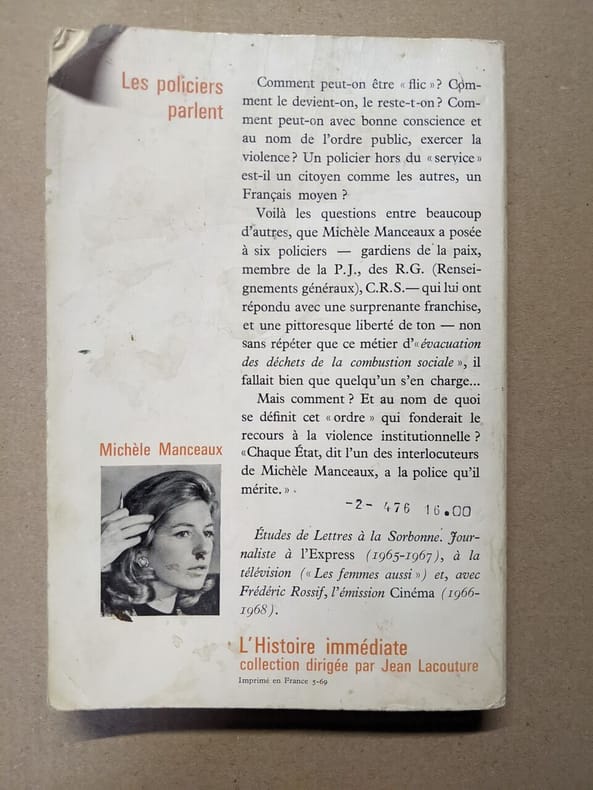 Les policiers
parlent
Comment peut-on être « flic »? Com-
ment le devient-on, le reste-t-on? Com-
ment peut-on avec bonne conscience et
au nom de l'ordre public, exercer la
violence? Un policier hors du « service »
est-il un citoyen comme les autres, un
Français moyen ?
Voilà les questions entre beaucoup
d'autres, que Michèle Manceaux a posée
à six policiers — gardiens de la paix,
membre de la P.J., des R.G. (Rensei-
gnements généraux), C.R.S.— qui lui ont
répondu avec une surprenante franchise,
et une pittoresque liberté de ton — non
sans répéter que ce métier d'« évacuation
des déchets de la combustion sociale », il
fallait bien que quelqu'un s'en charge...
Mais comment ? Et au nom de quoi
se définit cet « ordre » qui fonderait le
recours à la violence institutionnelle ?
«Chaque État, dit l'un des interlocuteurs
de Michèle Manceaux, a la police qu'il
mérite. »
-2- 476 16.00
Michèle Manceaux
Études de Lettres à la Sorbonne. Jour-
naliste à l'Express (1965-1967), à la
télévision (« Les femmes aussi ») et, avec
Frédéric Rossif, l'émission Cinéma (1966-
1968).
L'Histoire immédiate
collection dirigée par Jean Lacouture
Imprimé en France 5-69